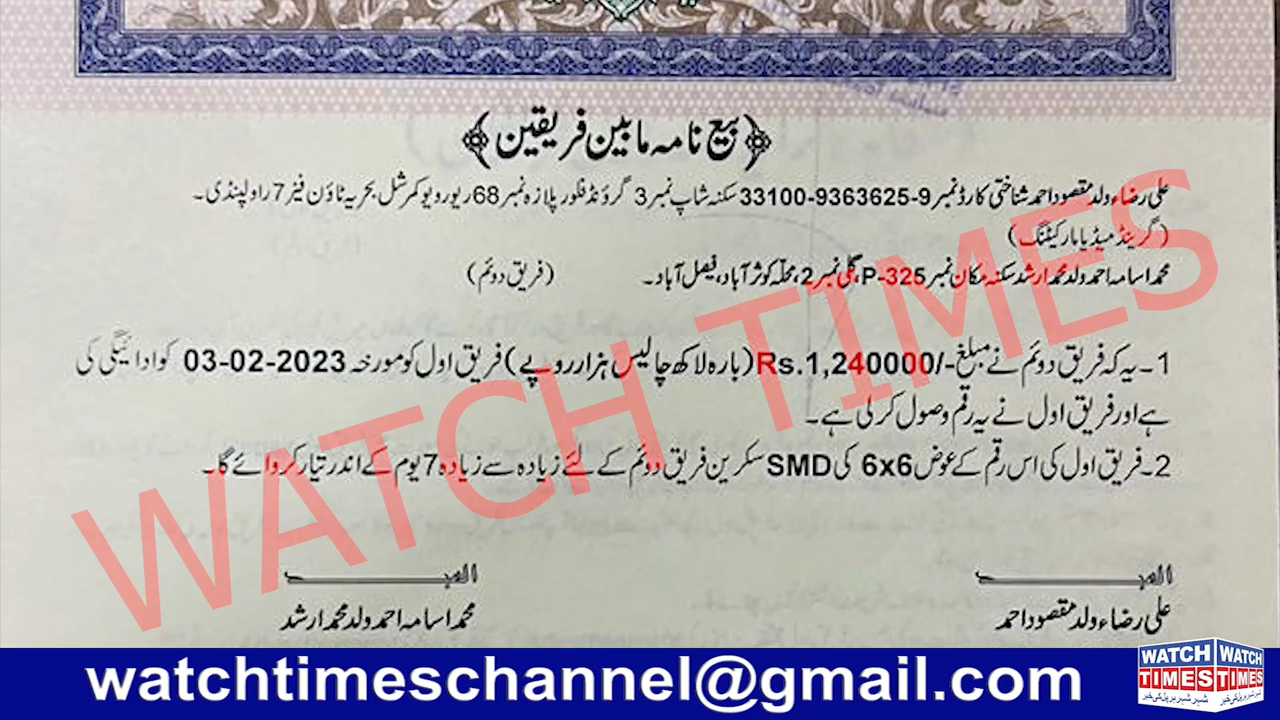 بیع نامہ مابین فریقین
علی رضاء ولد مقصود احمد شناختی کارڈ نمبر 9-9363625-33100 سکنہ شاپ نمبر 3 گروئنڈ فلور پلازہ نمبر 68 ریور ویو کمرشل بحریہ ٹاؤن فیز 7 راولپنڈی۔
(گرینڈ میڈیا مارکیٹنگ)
محمد اسامہ احمد ولد محمد ارشد سکنہ مکان نمبر P-325، گلی نمبر 2، محلّہ کوثر آباد، فیصل آباد۔ (فریق دوئم)
1۔ یہ کہ فریق دوئم نے مبلغ -/Rs.1,240000 (بارہ لاکھ چالیس ہزار روپے) فریق اول کو مورخہ 03-02-2023 کو ادائیگی کی
ہے اور فریق اول نے یہ رقم وصول کر لی ہے۔
2۔ فریق اول کی اس رقم کے عوض 6x6 کی SMD سکرین فریق دوئم کے لئے زیادہ سے زیادہ 7 یوم کے اندر تیار کروائے گا۔
العبد
علی رضاء ولد مقصود احمد
العبد
محمد اسامہ احمد ولد محمد ارشد
WATCH TIMES
watchtimeschannel@gmail.com
WATCH TIMES
WATCH TIMES